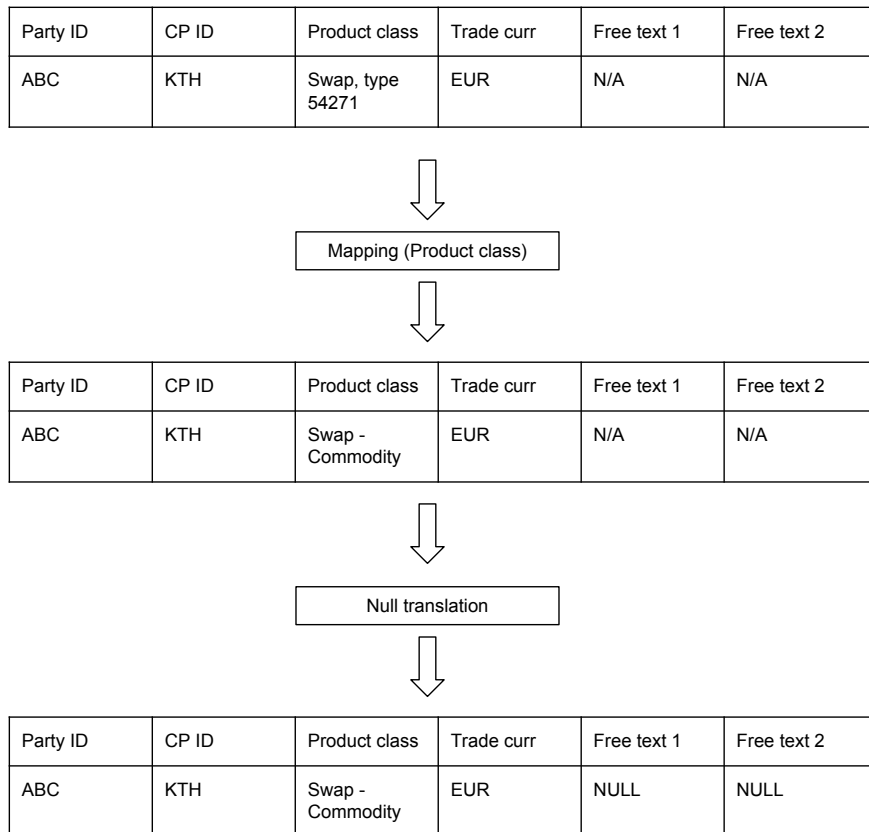 Party ID CP ID Product class Trade curr Free text 1 Free text 2
ABC KTH Swap, type EUR N/A N/A
54271
Mapping (Product class)
Party ID CP ID Product class Trade curr Free text 1 Free text 2
ABC KTH Swap - EUR N/A N/A
Commodity
Null translation
Party ID CP ID Product class Trade curr Free text 1 Free text 2
ABC KTH Swap - EUR NULL NULL
Commodity